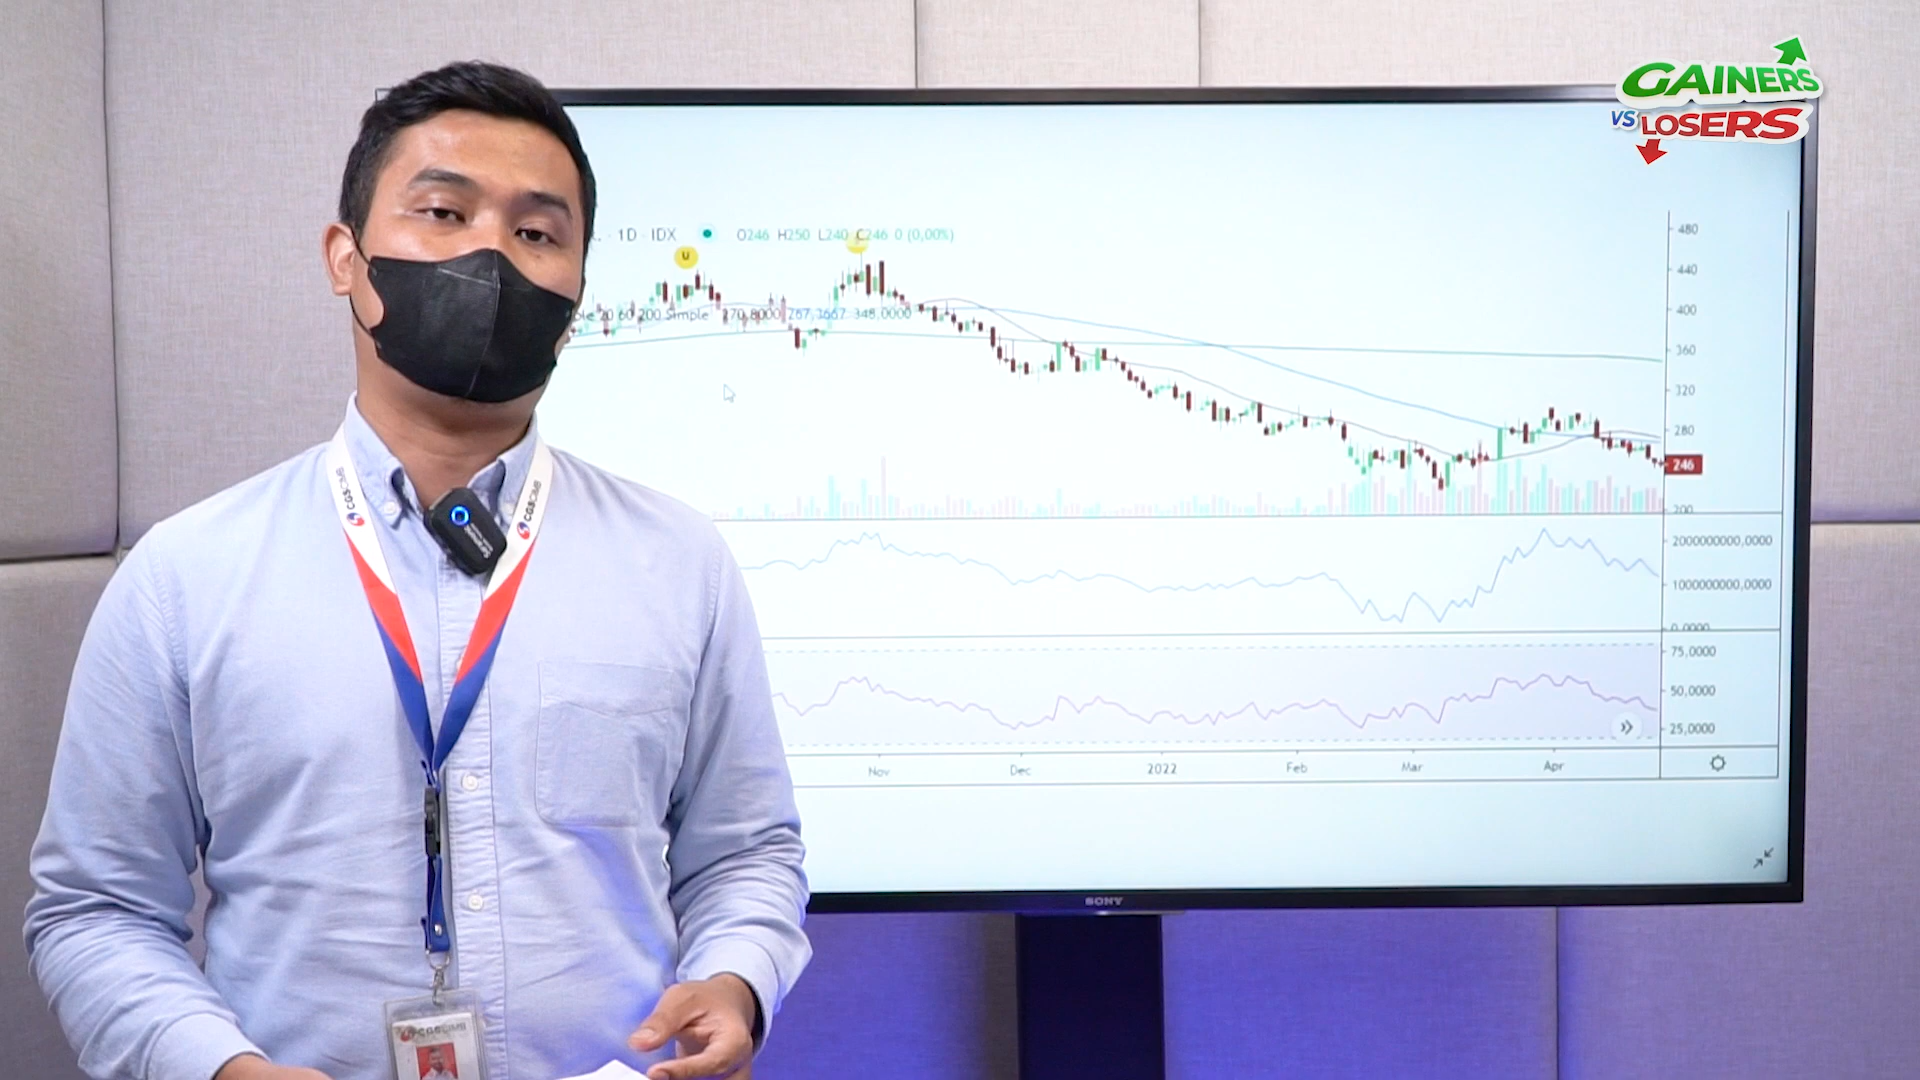 GAINERS
VS LOSERS
1D · IDX O246 H250 L240 C246 0 (0,00%)
U
20 60 200 Simple 270,8000 267,1667 348,0000
480
440
400
360
320
280
246
200
2000000000,0000
1000000000,0000
0,0000
75,0000
50,0000
25,0000
Nov Dec 2022 Feb Mar Apr
SONY
CGSCIMB
CGSCIMB
Saramonic
CGSCIMB